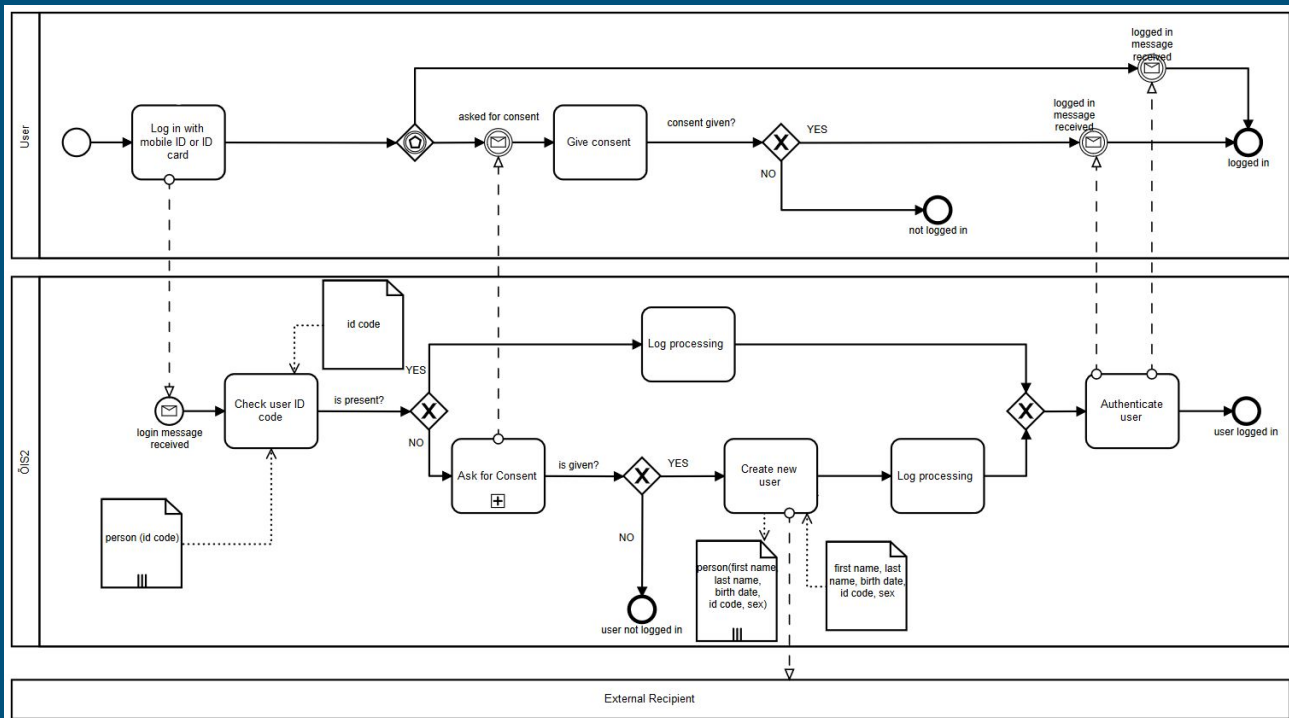 User
logged in
message
received
Log in with
mobile ID or ID
card
asked for consent
Give consent
consent given?
YES
NO
logged in
message
received
logged in
not logged in
ÕIS2
id code
login message
received
Check user ID
code
is present?
YES
NO
Log processing
person (id code)
Ask for Consent
is given?
YES
NO
user not logged in
Create new
user
Log processing
person(first name
last name,
birth date,
id code, sex)
first name, last
name, birth date,
id code, sex
Authenticate
user
user logged in
External Recipient